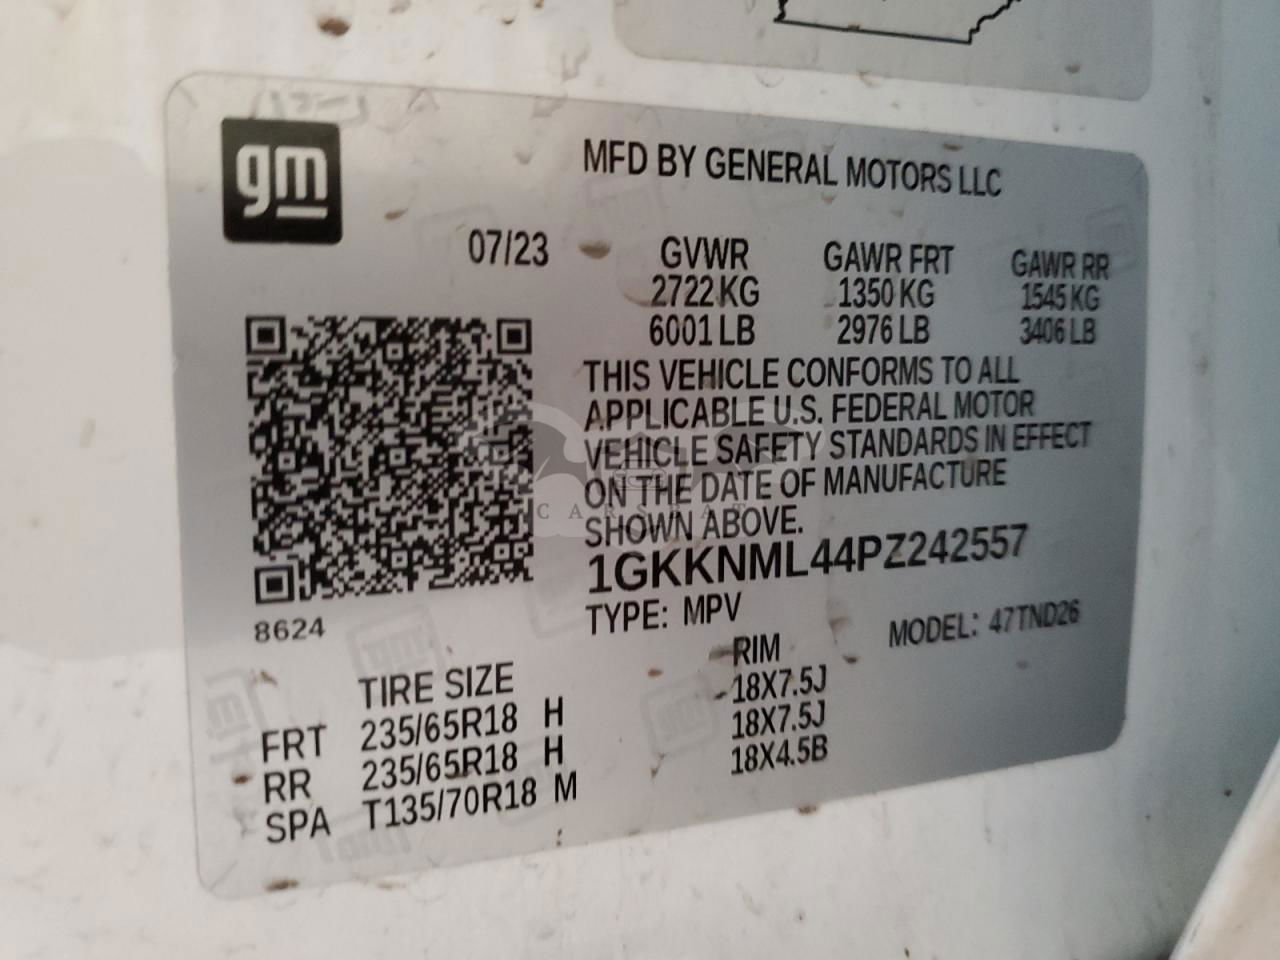 gm
MFD BY GENERAL MOTORS LLC
07/23 GVWR GAWR FRT GAWR RR
2722 KG 1350 KG 1545 KG
6001 LB 2976 LB 3406 LB
THIS VEHICLE CONFORMS TO ALL
APPLICABLE U.S. FEDERAL MOTOR
VEHICLE SAFETY STANDARDS IN EFFECT
ON THE DATE OF MANUFACTURE
CARSBAT
SHOWN ABOVE.
1GKKNML44PZ242557
TYPE: MPV MODEL: 47TND26
8624
TIRE SIZE RIM
FRT 235/65R18 H 18X7.5J
RR 235/65R18 H 18X7.5J
SPA T135/70R18 M 18X4.5B